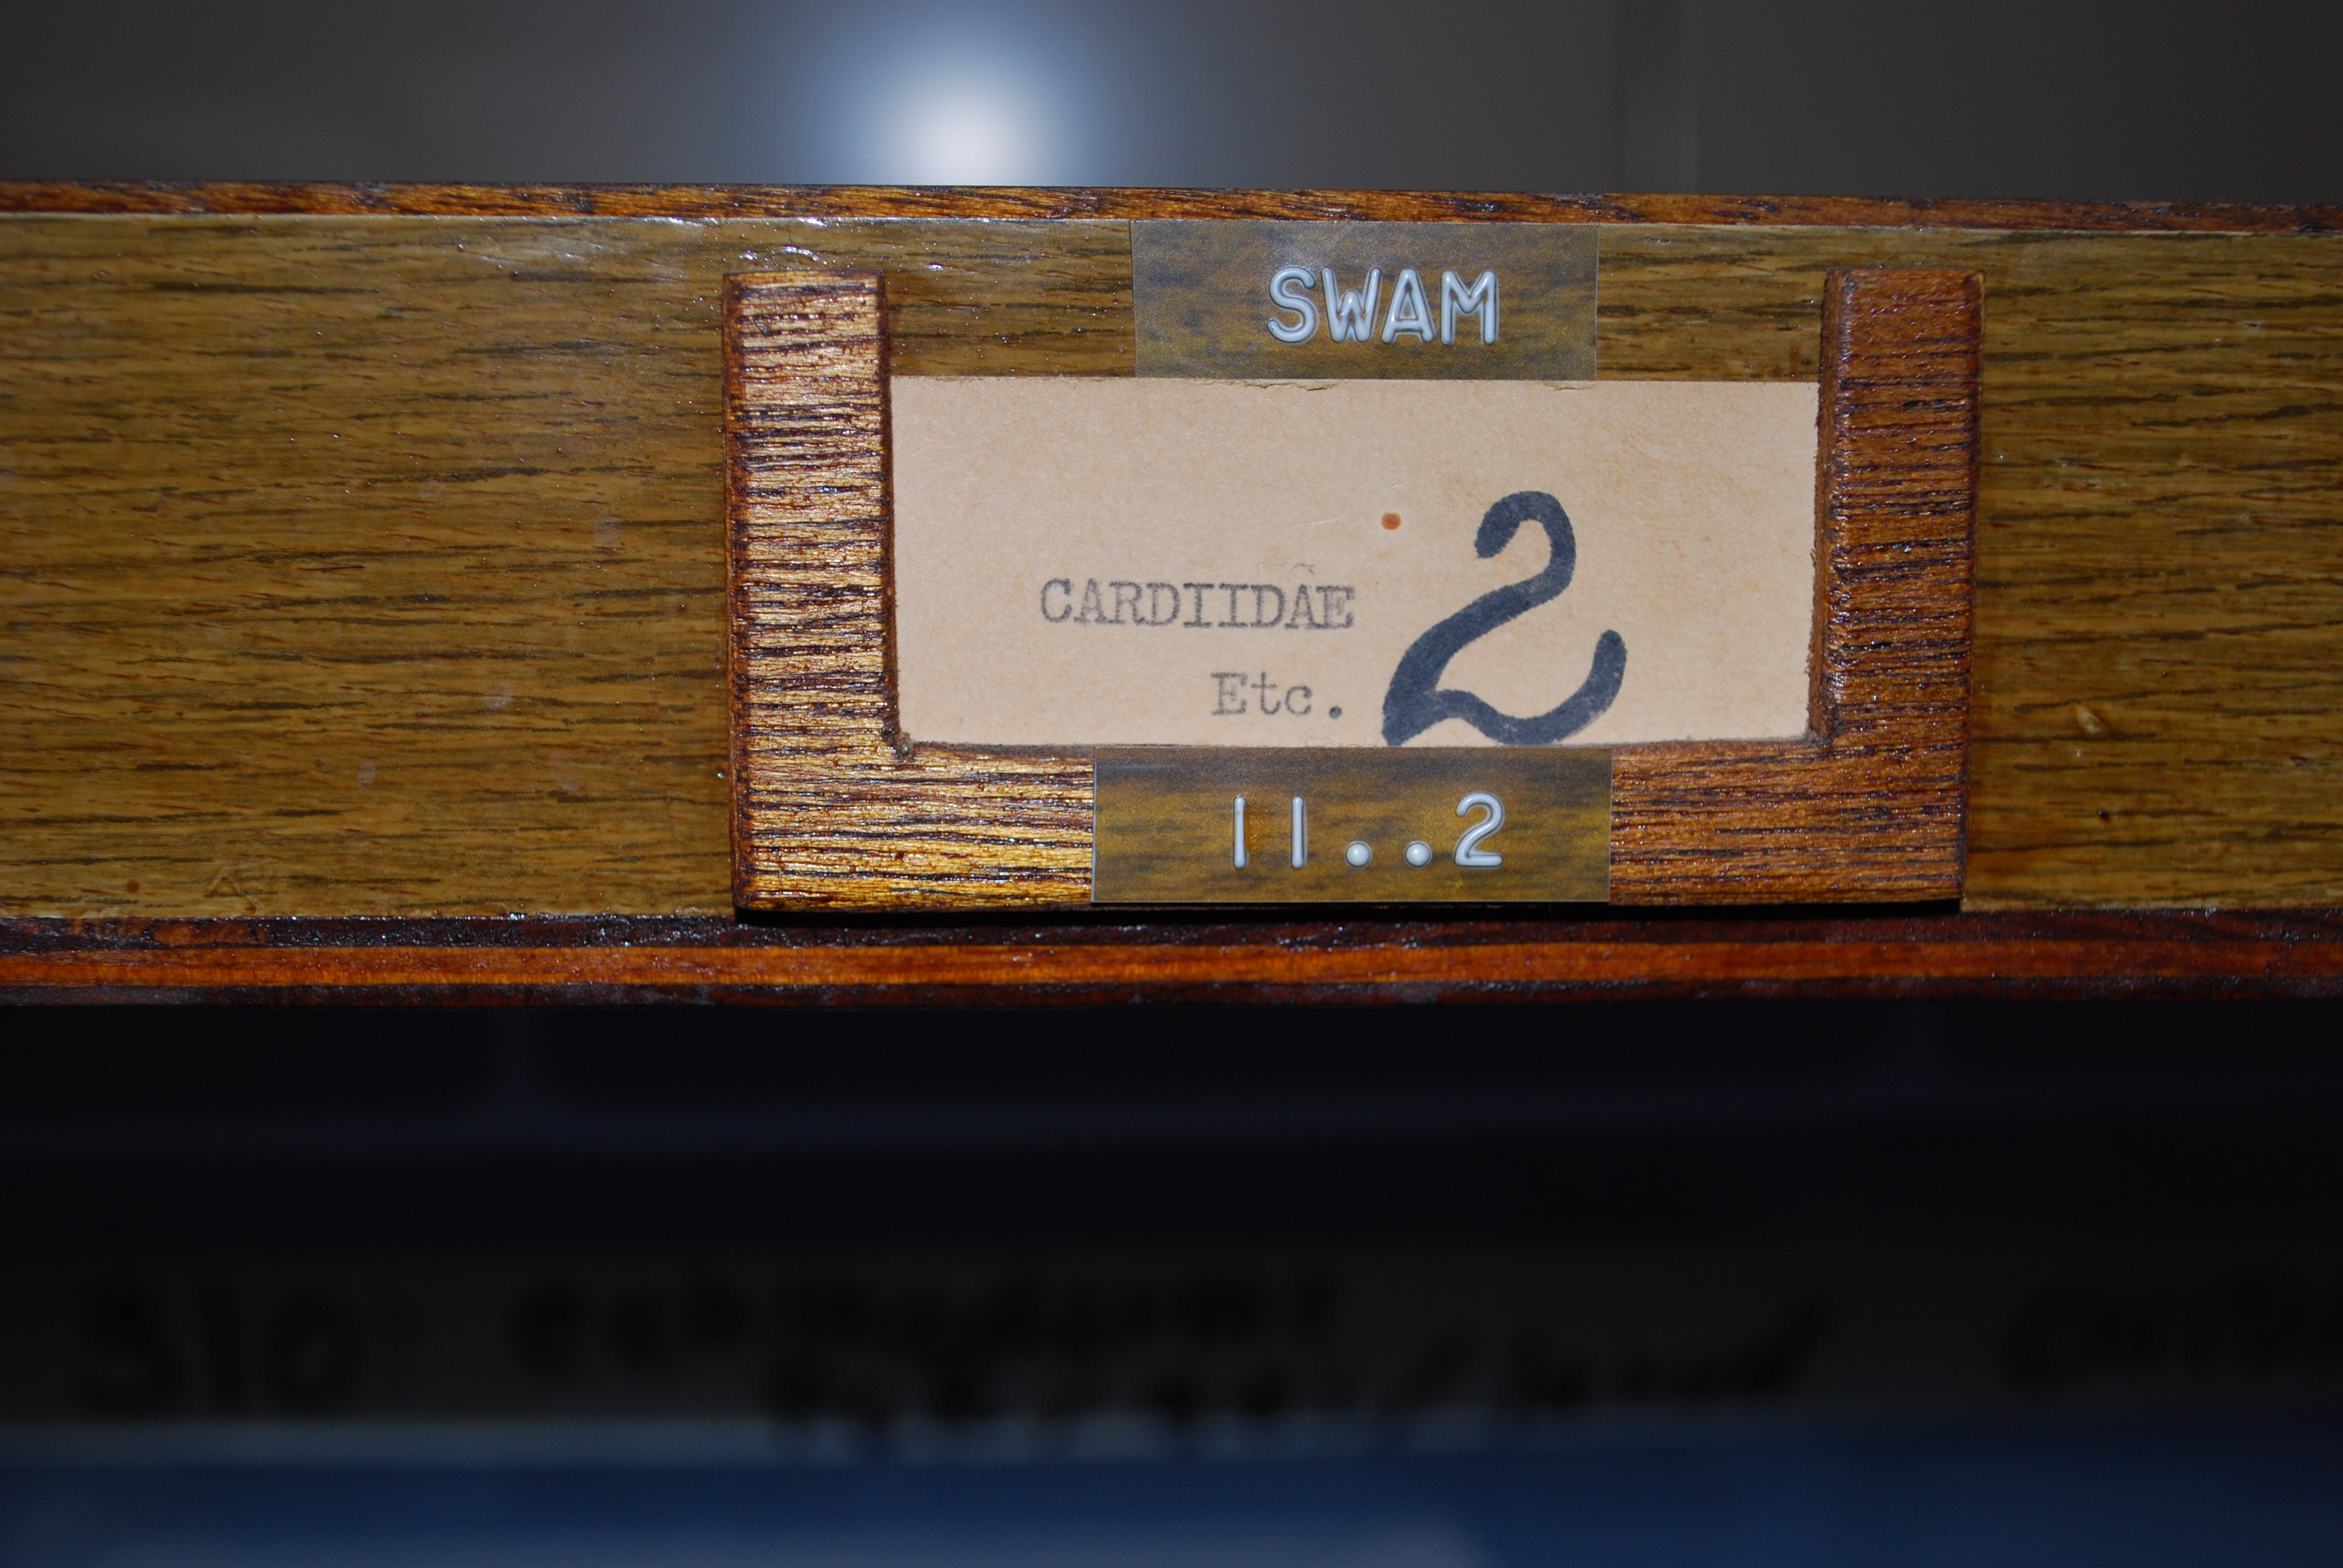 SWAM
CARDIIDAE 2
Etc.
11..2